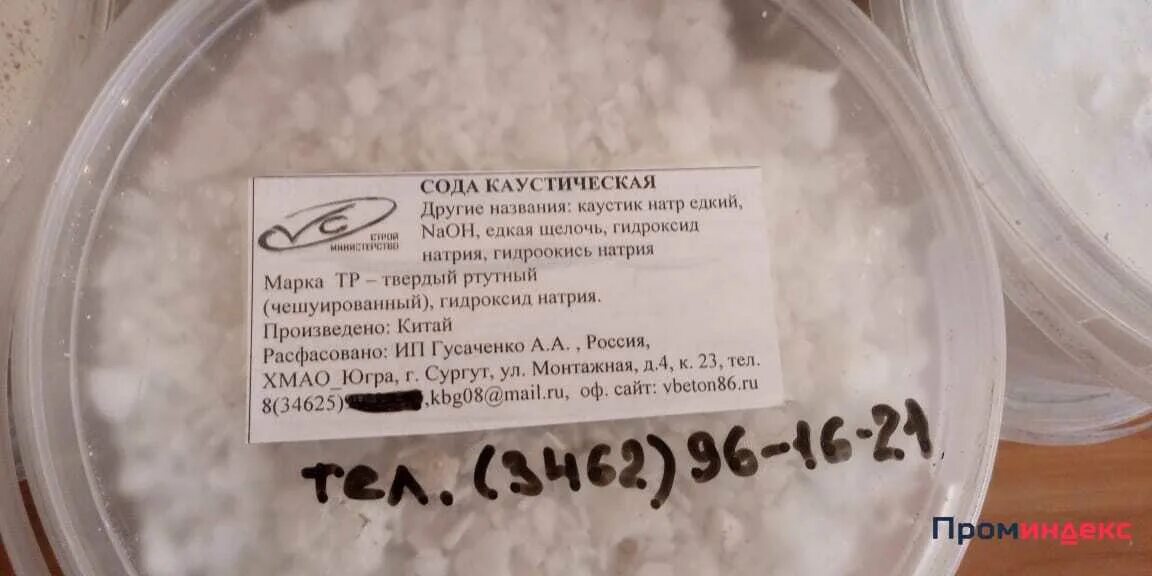 СОДА КАУСТИЧЕСКАЯ
Другие названия: каустик натр едкий,
NaOH, едкая щелочь, гидроксид
натрия, гидроокись натрия
СТРОЙ
МИНИСТЕРСТВО
Марка ТР – твердый ртутный
(чешуированный), гидроксид натрия.
Произведено: Китай
Расфасовано: ИП Гусаченко А.А. , Россия,
ХМАО_Югра, г. Сургут, ул. Монтажная, д.4, к. 23, тел.
8(34625) ,kbg08@mail.ru, оф. сайт: vbeton86.ru
тел. (3462) 96-16-21
Проминдекс